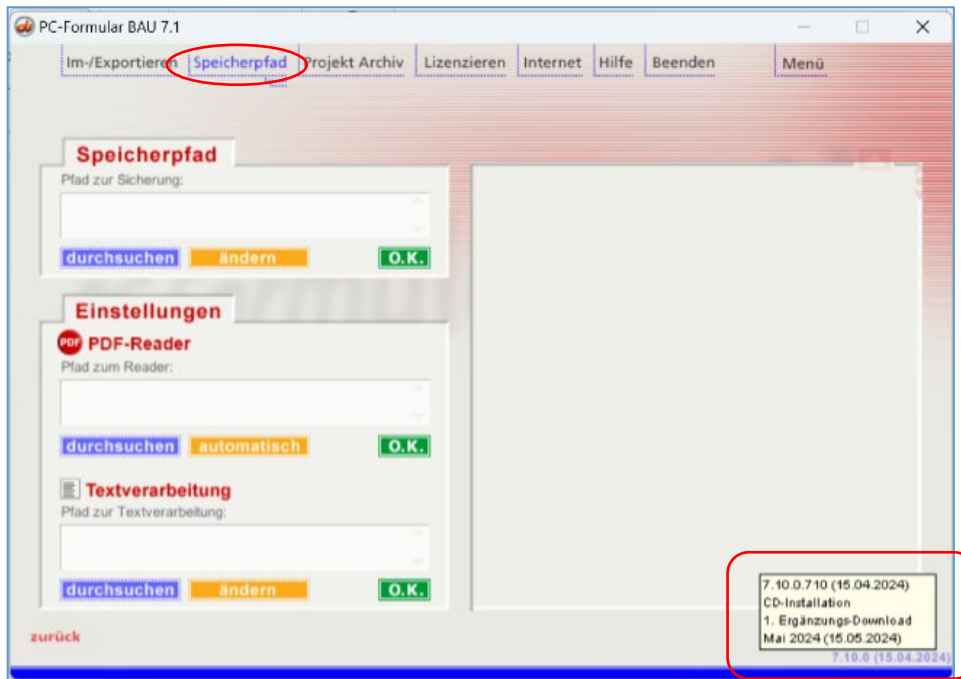 PC-Formular BAU 7.1
Im-/Exportieren Speicherpfad Projekt Archiv Lizenzieren Internet Hilfe Beenden Menü
Speicherpfad
Pfad zur Sicherung:
durchsuchen ändern O.K.
Einstellungen
PDF PDF-Reader
Pfad zum Reader:
durchsuchen automatisch O.K.
Textverarbeitung
Pfad zur Textverarbeitung:
durchsuchen ändern O.K.
zurück
7.10.0.710 (15.04.2024)
CD-Installation
1. Ergänzungs-Download
Mai 2024 (15.05.2024)
7.10.0 (15.04.2024)